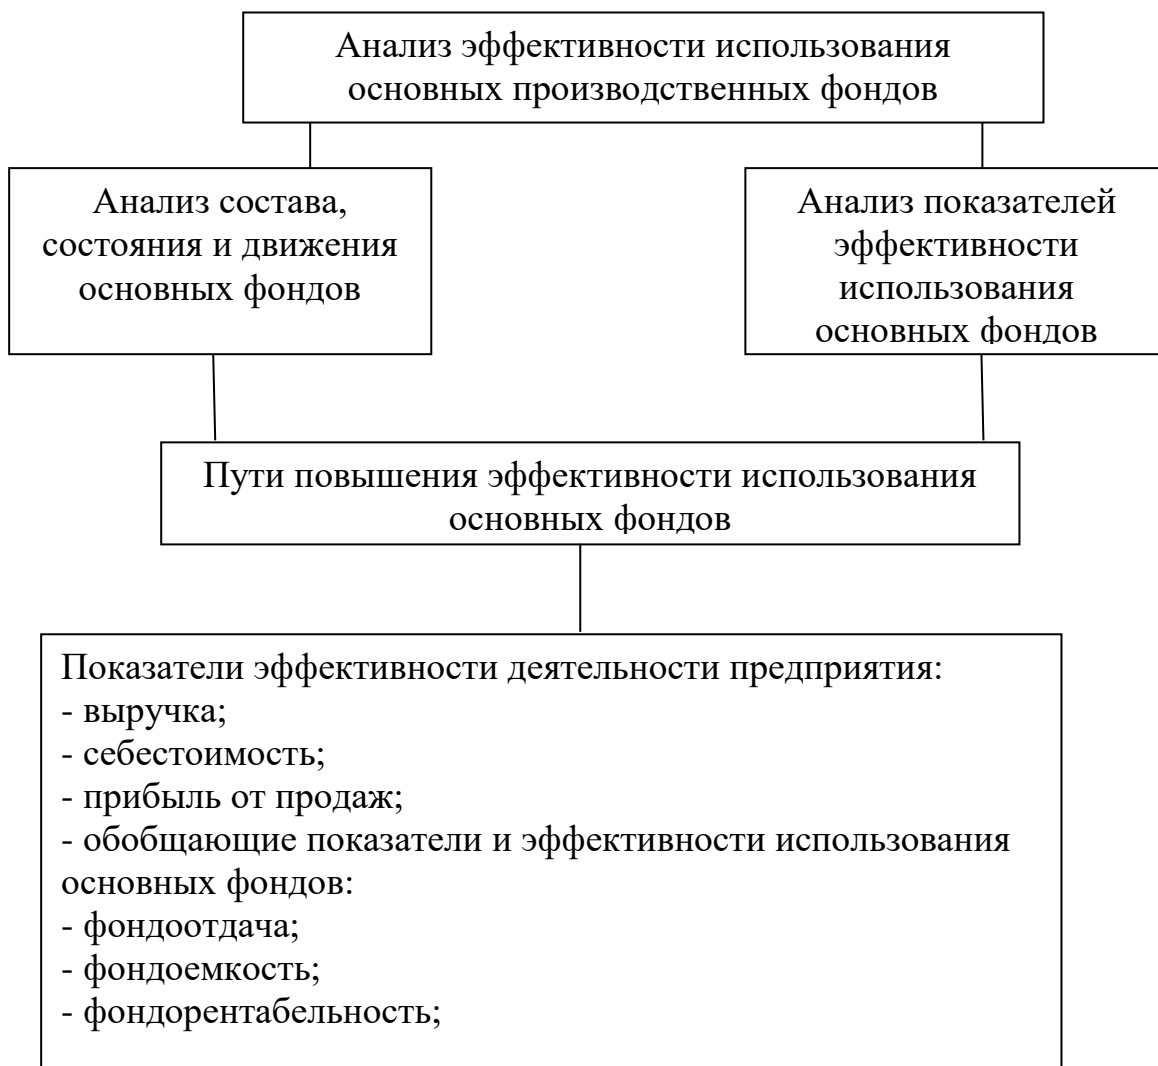 Анализ эффективности использования
основных производственных фондов
Анализ состава,
состояния и движения
основных фондов
Анализ показателей
эффективности
использования
основных фондов
Пути повышения эффективности использования
основных фондов
Показатели эффективности деятельности предприятия:
- выручка;
- себестоимость;
- прибыль от продаж;
- обобщающие показатели и эффективности использования
основных фондов:
- фондоотдача;
- фондоемкость;
- фондорентабельность;